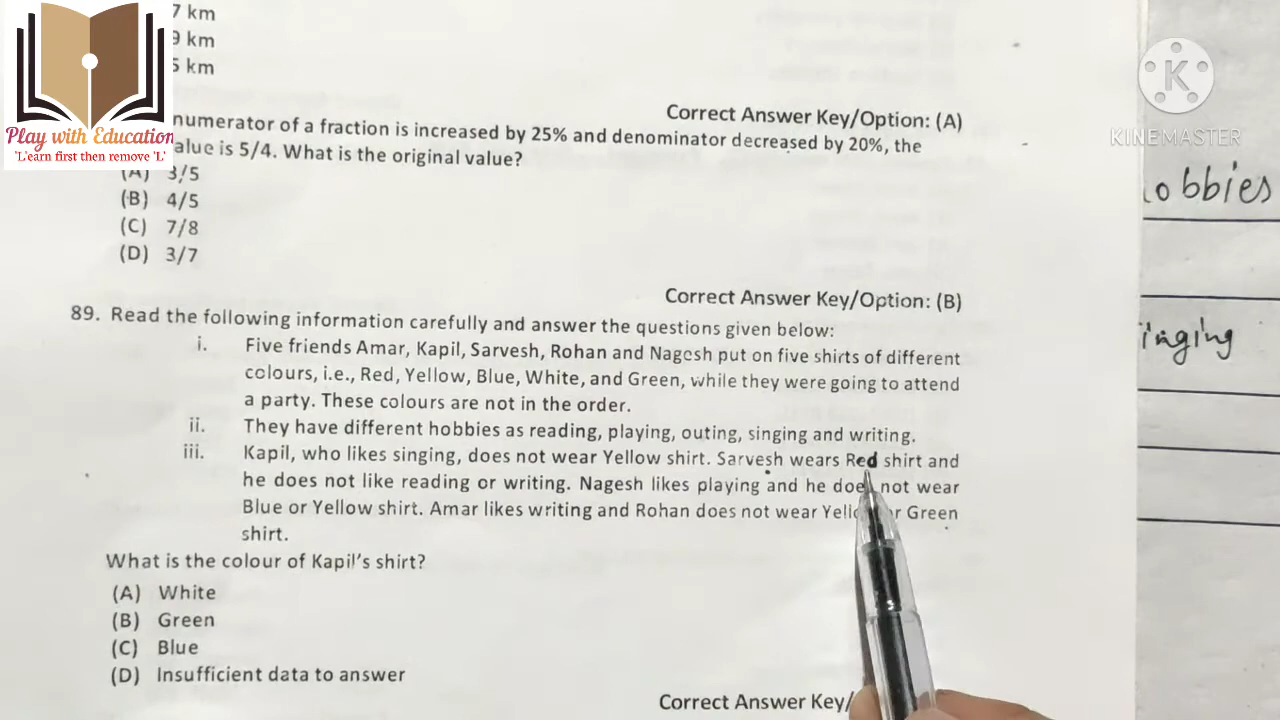 7 km
9 km
5 km
Correct Answer Key/Option: (A)
Play with Education
'L'earn first then remove 'L'
numerator of a fraction is increased by 25% and denominator decreased by 20%, the
alue is 5/4. What is the original value?
(A) 3/5
(B) 4/5
(C) 7/8
(D) 3/7
Correct Answer Key/Option: (B)
89. Read the following information carefully and answer the questions given below:
i. Five friends Amar, Kapil, Sarvesh, Rohan and Nagesh put on five shirts of different
colours, i.e., Red, Yellow, Blue, White, and Green, while they were going to attend
a party. These colours are not in the order.
ii. They have different hobbies as reading, playing, outing, singing and writing.
iii. Kapil, who likes singing, does not wear Yellow shirt. Sarvesh wears Red shirt and
he does not like reading or writing. Nagesh likes playing and he does not wear
Blue or Yellow shirt. Amar likes writing and Rohan does not wear Green
shirt.
What is the colour of Kapil's shirt?
(A) White
(B) Green
(C) Blue
(D) Insufficient data to answer
Correct Answer Key/
K
KINEMASTER
obbies
inging